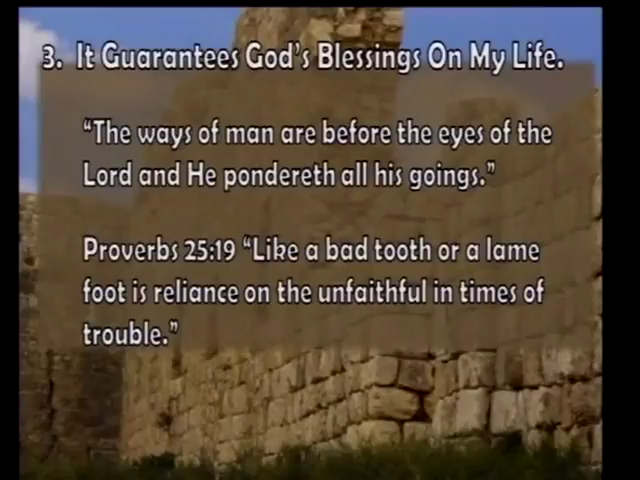 3. It Guarantees God's Blessings On My Life.
“The ways of man are before the eyes of the
Lord and He pondereth all his goings.”
Proverbs 25:19 “Like a bad tooth or a lame
foot is reliance on the unfaithful in times of
trouble.”